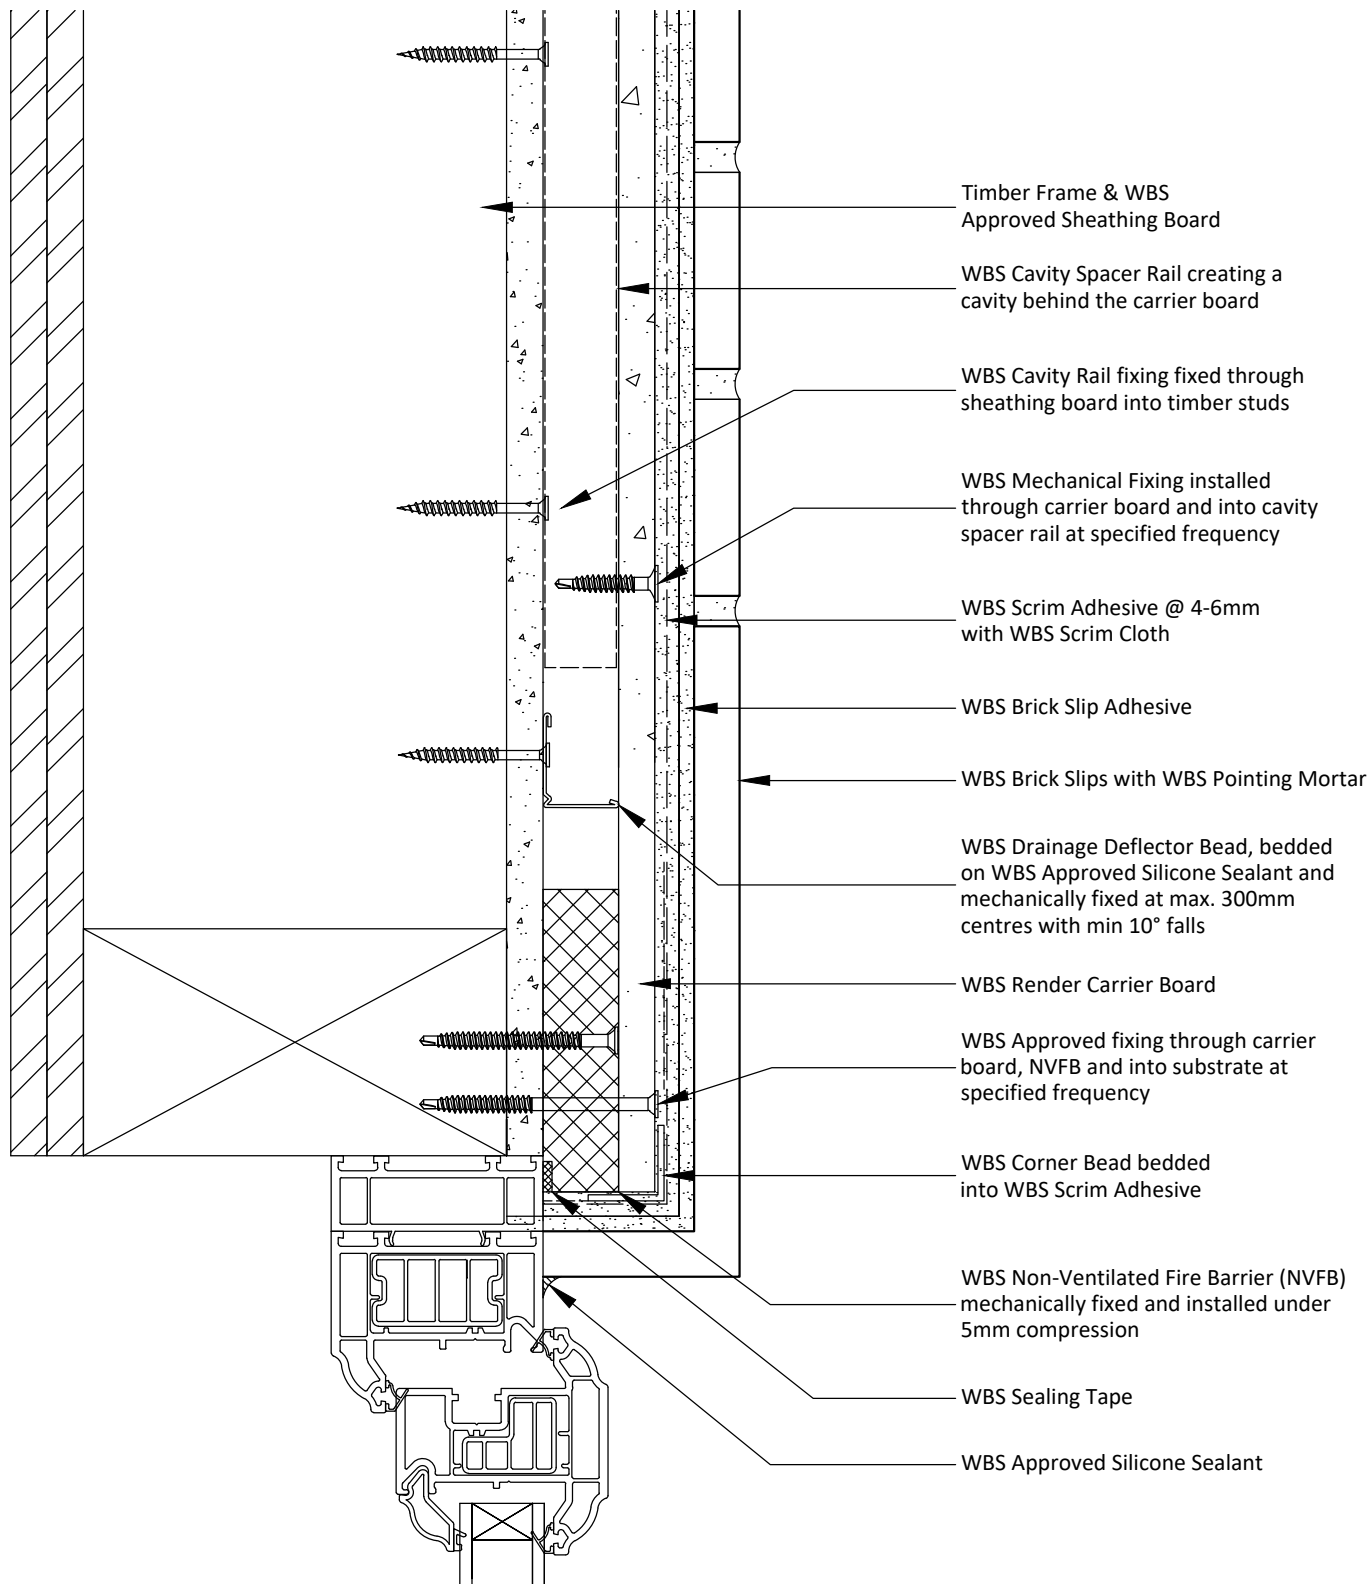 Timber Frame & WBS
Approved Sheathing Board
WBS Cavity Spacer Rail creating a
cavity behind the carrier board
WBS Cavity Rail fixing fixed through
sheathing board into timber studs
WBS Mechanical Fixing installed
through carrier board and into cavity
spacer rail at specified frequency
WBS Scrim Adhesive @ 4-6mm
with WBS Scrim Cloth
WBS Brick Slip Adhesive
WBS Brick Slips with WBS Pointing Mortar
WBS Drainage Deflector Bead, bedded
on WBS Approved Silicone Sealant and
mechanically fixed at max. 300mm
centres with min 10° falls
WBS Render Carrier Board
WBS Approved fixing through carrier
board, NVFB and into substrate at
specified frequency
WBS Corner Bead bedded
into WBS Scrim Adhesive
WBS Non-Ventilated Fire Barrier (NVFB)
mechanically fixed and installed under
5mm compression
WBS Sealing Tape
WBS Approved Silicone Sealant